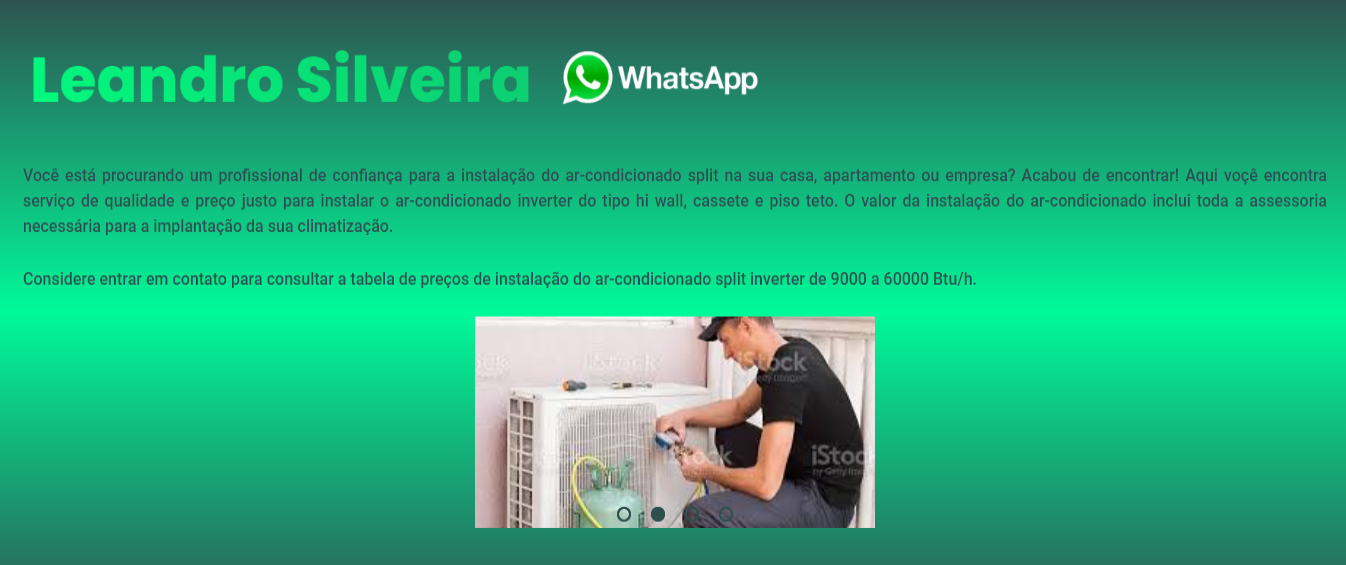 Leandro Silveira
WhatsApp
Você está procurando um profissional de confiança para a instalação do ar-condicionado split na sua casa, apartamento ou empresa? Acabou de encontrar! Aqui voçê encontra
serviço de qualidade e preço justo para instalar o ar-condicionado inverter do tipo hi wall, cassete e piso teto. O valor da instalação do ar-condicionado inclui toda a assessoria
necessária para a implantação da sua climatização.
Considere entrar em contato para consultar a tabela de preços de instalação do ar-condicionado split inverter de 9000 a 60000 Btu/h.
iStock
iStock
iStock
iStock